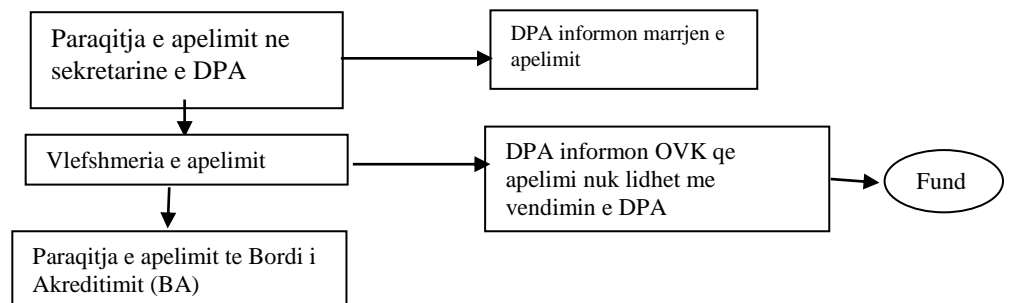 Paraqitja e apelimit ne
sekretarine e DPA
DPA informon marrjen e
apelimit
Vlefshmeria e apelimit
DPA informon OVK qe
apelimi nuk lidhet me
vendimin e DPA
Fund
Paraqitja e apelimit te Bordi i
Akreditimit (BA)